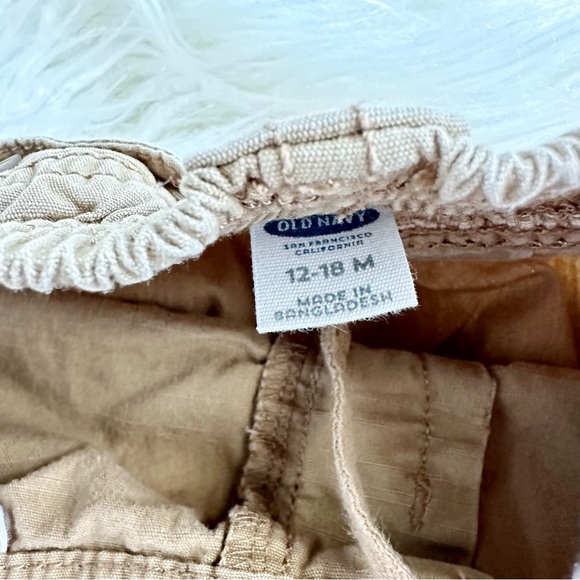 OLD NAVY
SAN FRANCISCO
CALIFORNIA
12-18 M
MADE IN
BANGLADESH